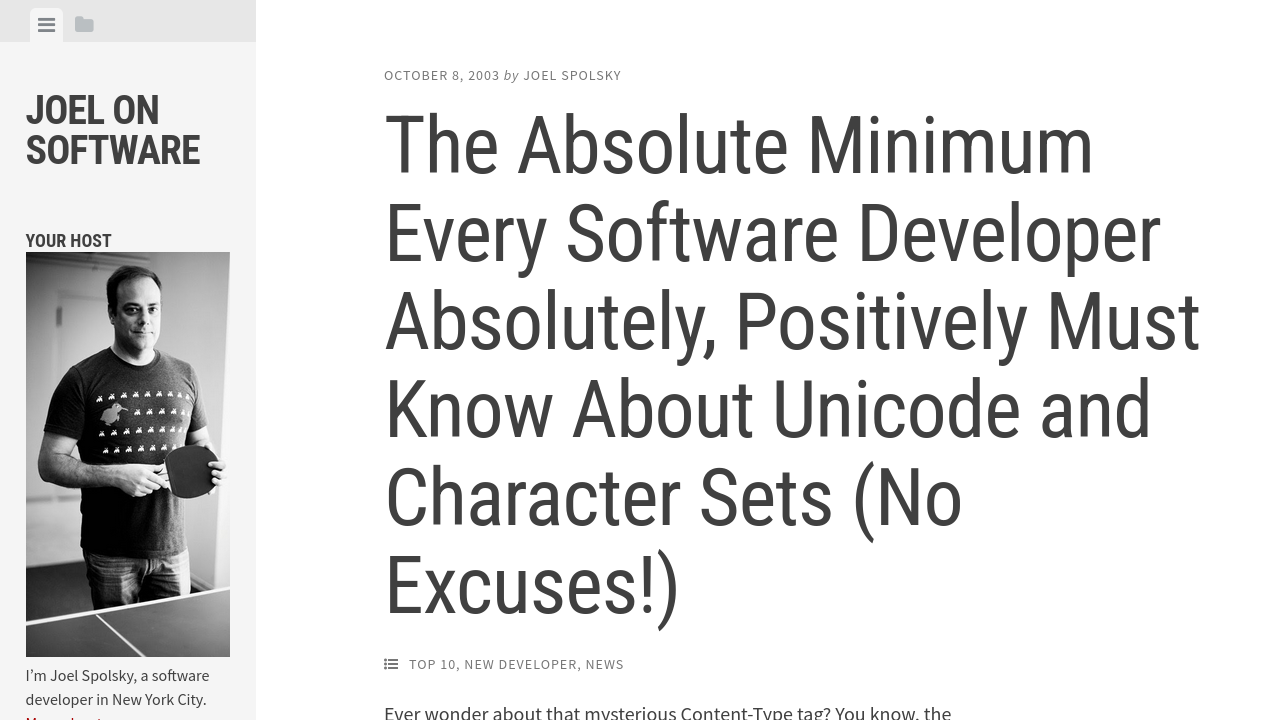 JOEL ON
SOFTWARE
YOUR HOST
I'm Joel Spolsky, a software
developer in New York City.
OCTOBER 8, 2003 by JOEL SPOLSKY
The Absolute Minimum
Every Software Developer
Absolutely, Positively Must
Know About Unicode and
Character Sets (No
Excuses!)
TOP 10, NEW DEVELOPER, NEWS
Ever wonder about that mysterious Content-Type tag? You know, the